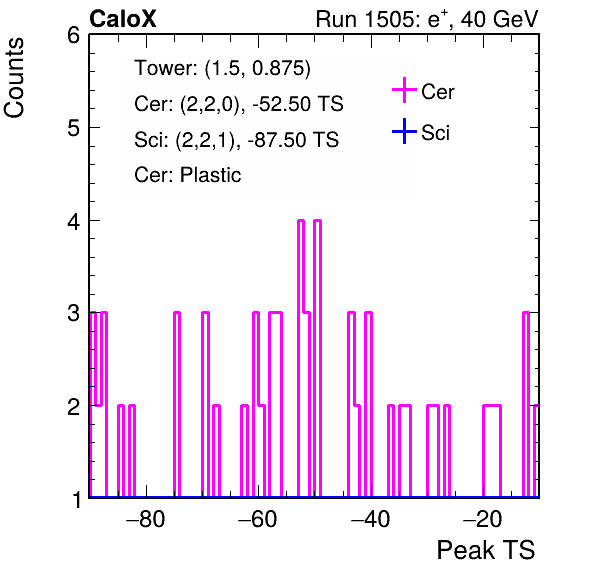 CaloX Run 1505: e⁺, 40 GeV
Counts
6
5
4
3
2
1
Tower: (1.5, 0.875)
Cer: (2,2,0), -52.50 TS
Sci: (2,2,1), -87.50 TS
Cer: Plastic
Cer
Sci
−80 −60 −40 −20
Peak TS